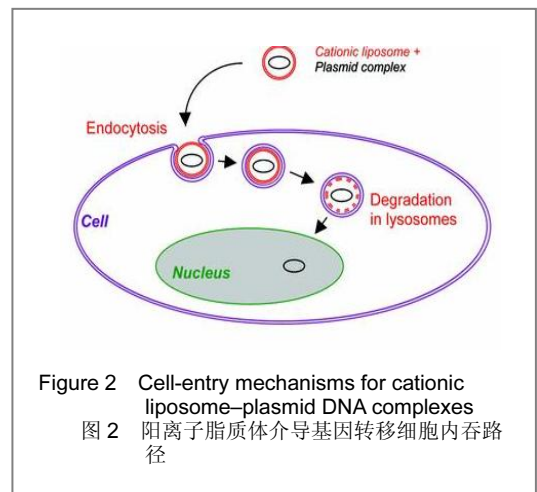 Cationic liposome +
Plasmid complex
Endocytosis
Degradation
in lysosomes
Cell
Nucleus
Figure 2 Cell-entry mechanisms for cationic
liposome–plasmid DNA complexes
图 2 阳离子脂质体介导基因转移细胞内吞路
径